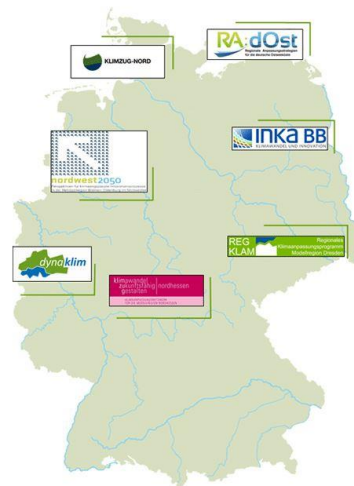 KLIMZUG-NORD
RA:dOst
Regionale Anpassungsstrategien
für die deutsche Ostseeküste
inka BB
KLIMAWANDEL UND INNOVATION
nordwest2050
dynaklim
REG
KLAM
Regionales
Klimaanpassungsprogramm
Modellregion Dresden
klimawandel
zukunftsfähig
gestalten
nordhessen